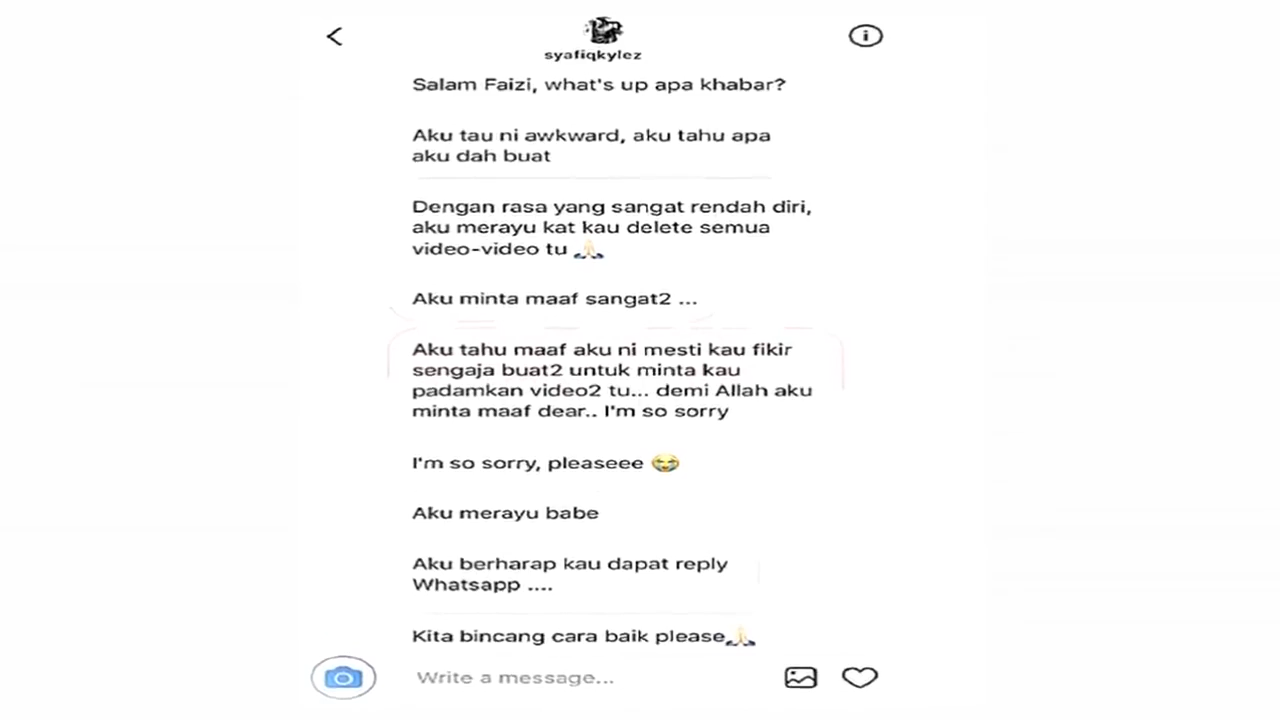 syafiqkylez
Salam Faizi, what's up apa khabar?
Aku tau ni awkward, aku tahu apa
aku dah buat
Dengan rasa yang sangat rendah diri,
aku merayu kat kau delete semua
video-video tu 🙏🏻
Aku minta maaf sangat2 ...
Aku tahu maaf aku ni mesti kau fikir
sengaja buat2 untuk minta kau
padamkan video2 tu... demi Allah aku
minta maaf dear.. I'm so sorry
I'm so sorry, pleaseee 😭
Aku merayu babe
Aku berharap kau dapat reply
Whatsapp ....
Kita bincang cara baik please🙏🏻
Write a message...